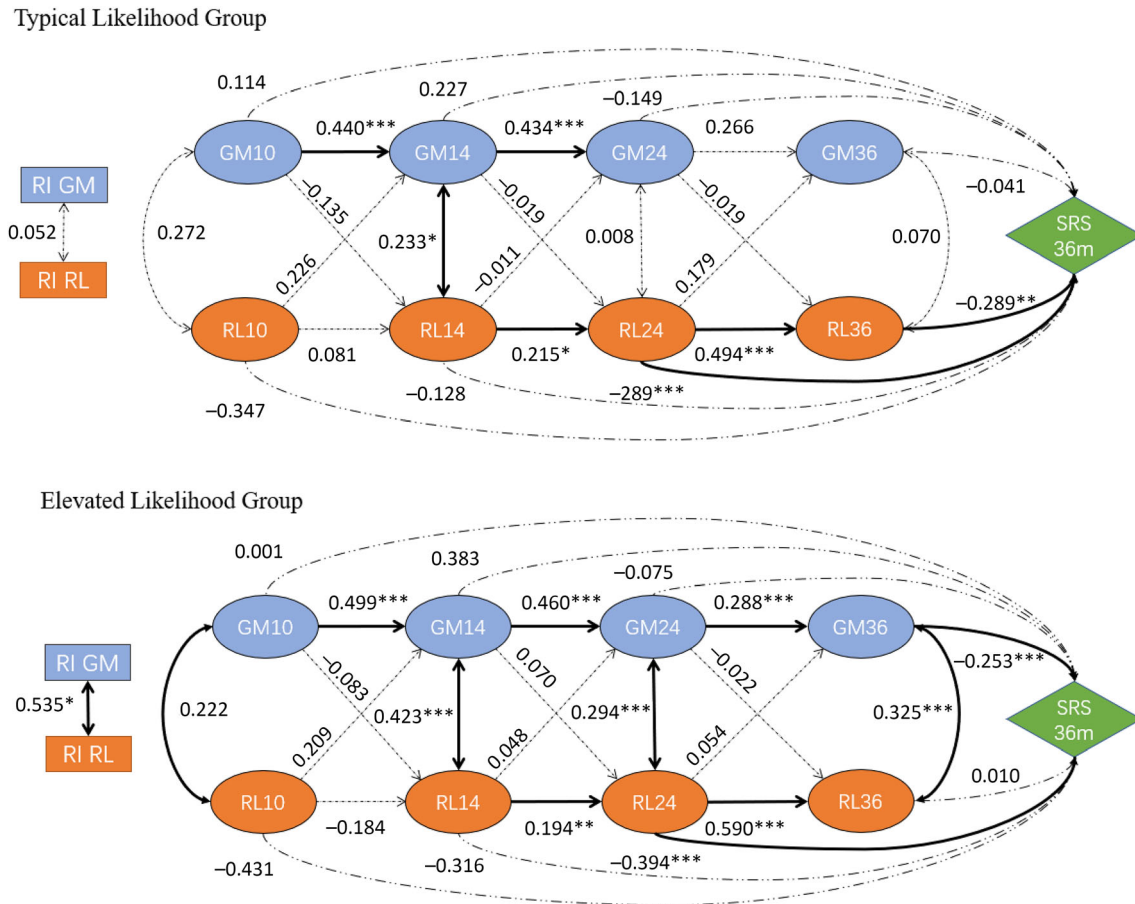 Typical Likelihood Group
0.114
0.227
−0.149
0.440***
0.434***
0.266
GM10
GM14
GM24
GM36
RI GM
−0.041
−0.135
−0.019
−0.019
0.052
0.272
0.233*
0.008
0.070
SRS
36m
0.226
−0.011
0.179
RI RL
−0.289**
RL10
RL14
RL24
RL36
0.081
0.215*
0.494***
−0.347
−0.128
−289***
Elevated Likelihood Group
0.001
0.383
−0.075
0.499***
0.460***
0.288***
GM10
GM14
GM24
GM36
RI GM
−0.253***
−0.083
0.070
−0.022
0.535*
0.222
0.423***
0.294***
0.325***
SRS
36m
0.209
0.048
0.054
RI RL
0.010
RL10
RL14
RL24
RL36
−0.184
0.194**
0.590***
−0.431
−0.316
−0.394***